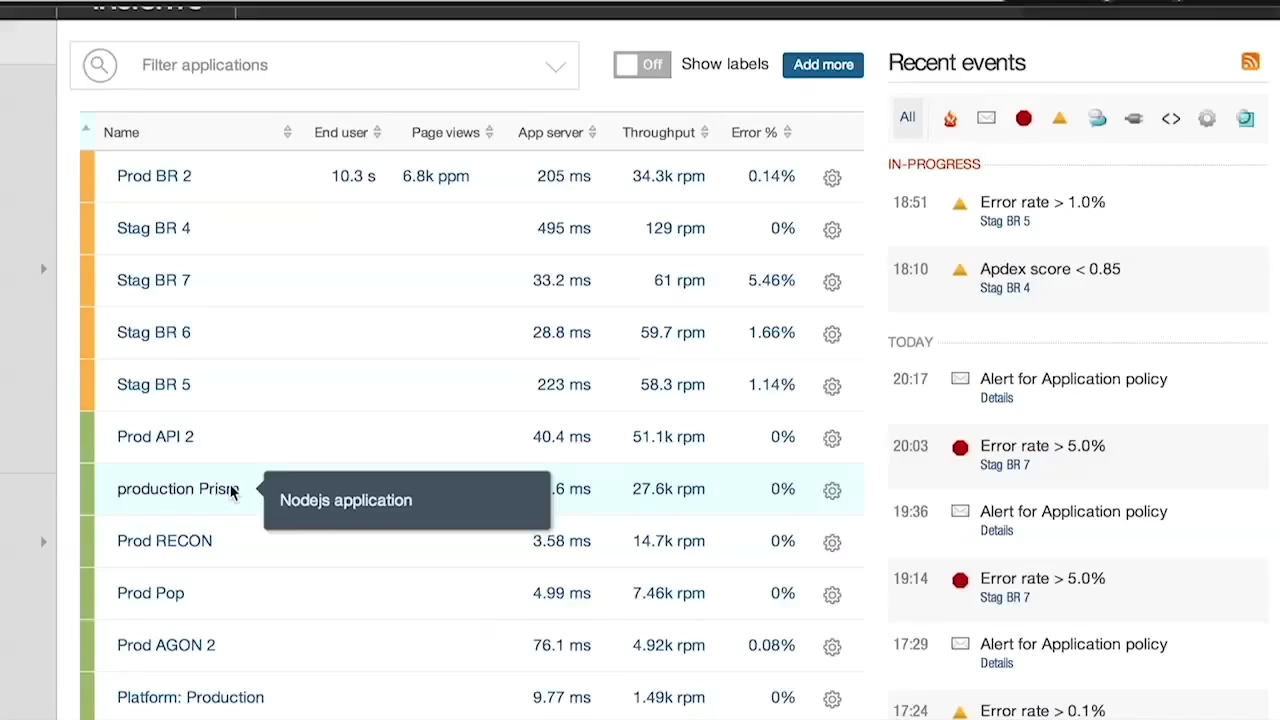 Filter applications
Off
Show labels
Add more
Name End user Page views App server Throughput Error %
Prod BR 2 10.3 s 6.8k ppm 205 ms 34.3k rpm 0.14%
Stag BR 4 495 ms 129 rpm 0%
Stag BR 7 33.2 ms 61 rpm 5.46%
Stag BR 6 28.8 ms 59.7 rpm 1.66%
Stag BR 5 223 ms 58.3 rpm 1.14%
Prod API 2 40.4 ms 51.1k rpm 0%
production Prism .6 ms 27.6k rpm 0%
Nodejs application
Prod RECON 3.58 ms 14.7k rpm 0%
Prod Pop 4.99 ms 7.46k rpm 0%
Prod AGON 2 76.1 ms 4.92k rpm 0.08%
Platform: Production 9.77 ms 1.49k rpm 0%
Recent events
All
IN-PROGRESS
18:51 Error rate > 1.0%
Stag BR 5
18:10 Apdex score < 0.85
Stag BR 4
TODAY
20:17 Alert for Application policy
Details
20:03 Error rate > 5.0%
Stag BR 7
19:36 Alert for Application policy
Details
19:14 Error rate > 5.0%
Stag BR 7
17:29 Alert for Application policy
Details
17:24 Error rate > 0.1%